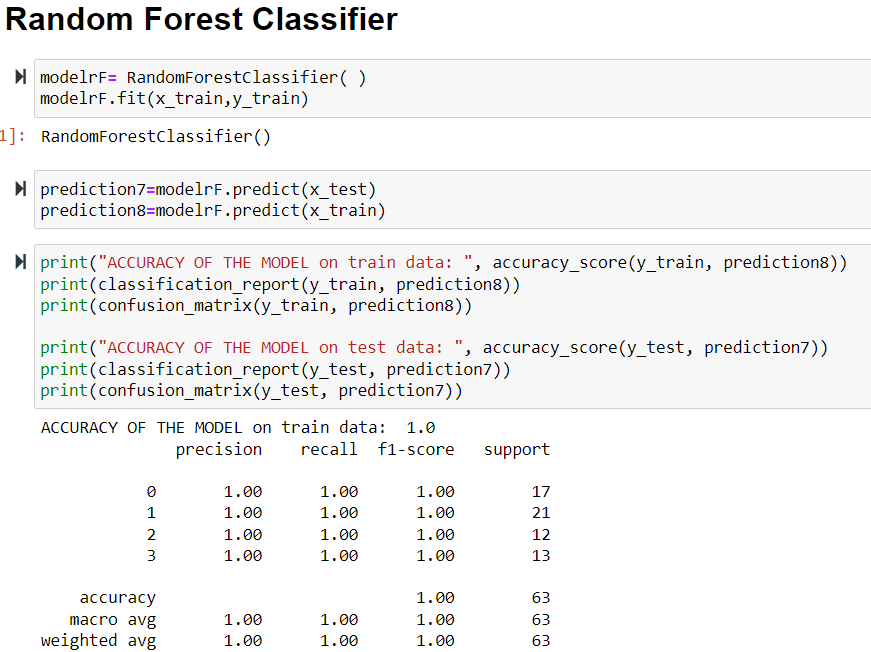 Random Forest Classifier
modelrF= RandomForestClassifier( )
modelrF.fit(x_train,y_train)
1]: RandomForestClassifier()
prediction7=modelrF.predict(x_test)
prediction8=modelrF.predict(x_train)
print("ACCURACY OF THE MODEL on train data: ", accuracy_score(y_train, prediction8))
print(classification_report(y_train, prediction8))
print(confusion_matrix(y_train, prediction8))
print("ACCURACY OF THE MODEL on test data: ", accuracy_score(y_test, prediction7))
print(classification_report(y_test, prediction7))
print(confusion_matrix(y_test, prediction7))
ACCURACY OF THE MODEL on train data:  1.0
precision recall f1-score support
0 1.00 1.00 1.00 17
1 1.00 1.00 1.00 21
2 1.00 1.00 1.00 12
3 1.00 1.00 1.00 13
accuracy 1.00 63
macro avg 1.00 1.00 1.00 63
weighted avg 1.00 1.00 1.00 63